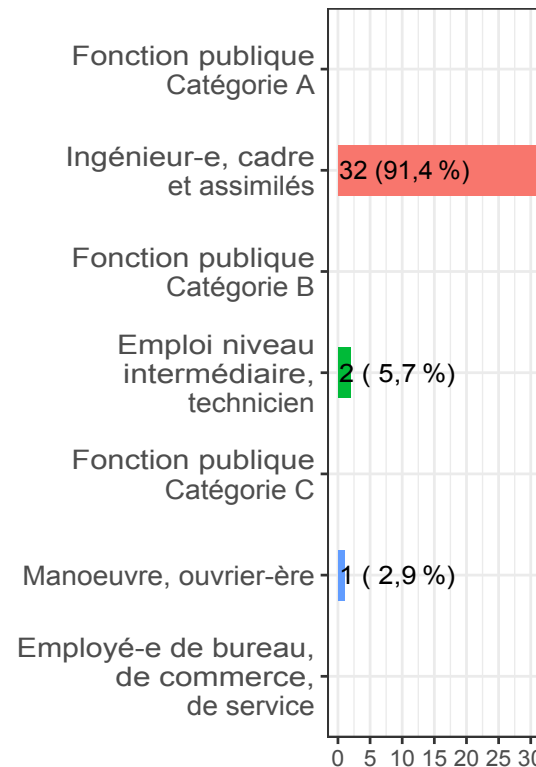 Fonction publique
Catégorie A
Ingénieur-e, cadre
et assimilés
32 (91,4 %)
Fonction publique
Catégorie B
Emploi niveau
intermédiaire,
technicien
2 ( 5,7 %)
Fonction publique
Catégorie C
Manoeuvre, ouvrier-ère
1 ( 2,9 %)
Employé-e de bureau,
de commerce,
de service
0 5 10 15 20 25 30